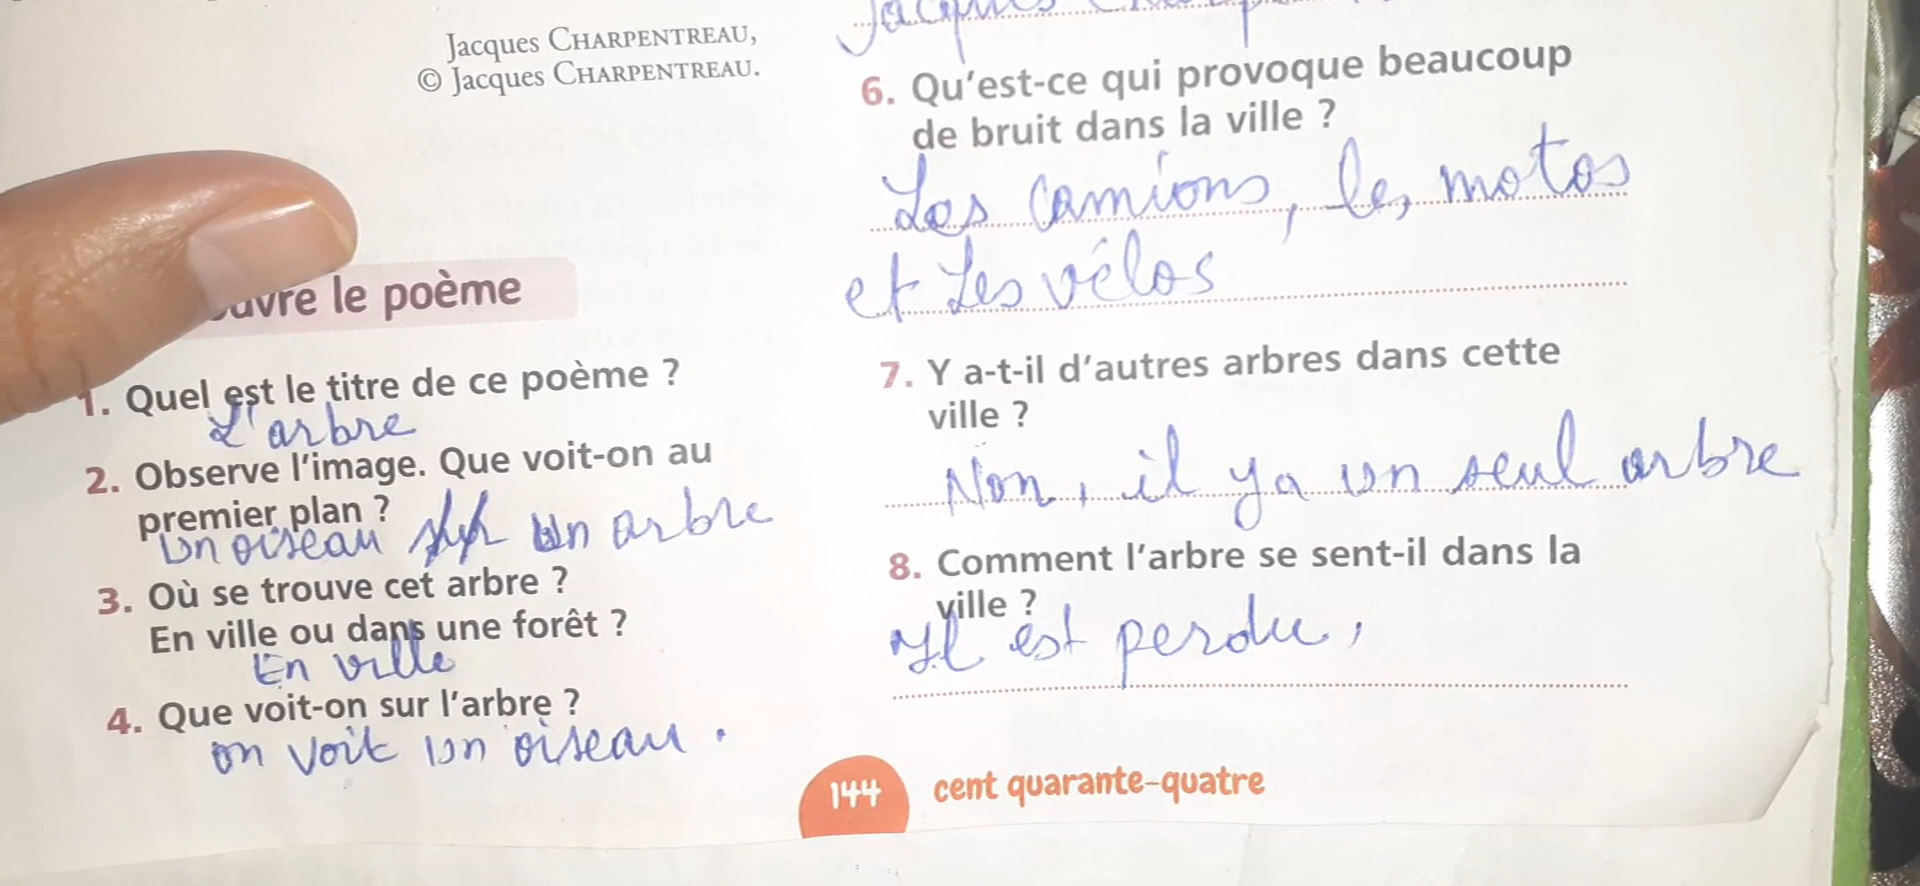 Jacques CHARPENTREAU,
© Jacques CHARPENTREAU.
uvre le poème
1. Quel est le titre de ce poème ?
L'arbre
2. Observe l'image. Que voit-on au
premier plan ?
un oiseau un arbre
3. Où se trouve cet arbre ?
En ville ou dans une forêt ?
En ville
4. Que voit-on sur l'arbre ?
on voit un oiseau.
Jacques
6. Qu'est-ce qui provoque beaucoup
de bruit dans la ville ?
Les camions, les motos
et Les vélos
7. Y a-t-il d'autres arbres dans cette
ville ?
Non, il ya un seul arbre
8. Comment l'arbre se sent-il dans la
ville ?
Il est perdu,
144 cent quarante-quatre